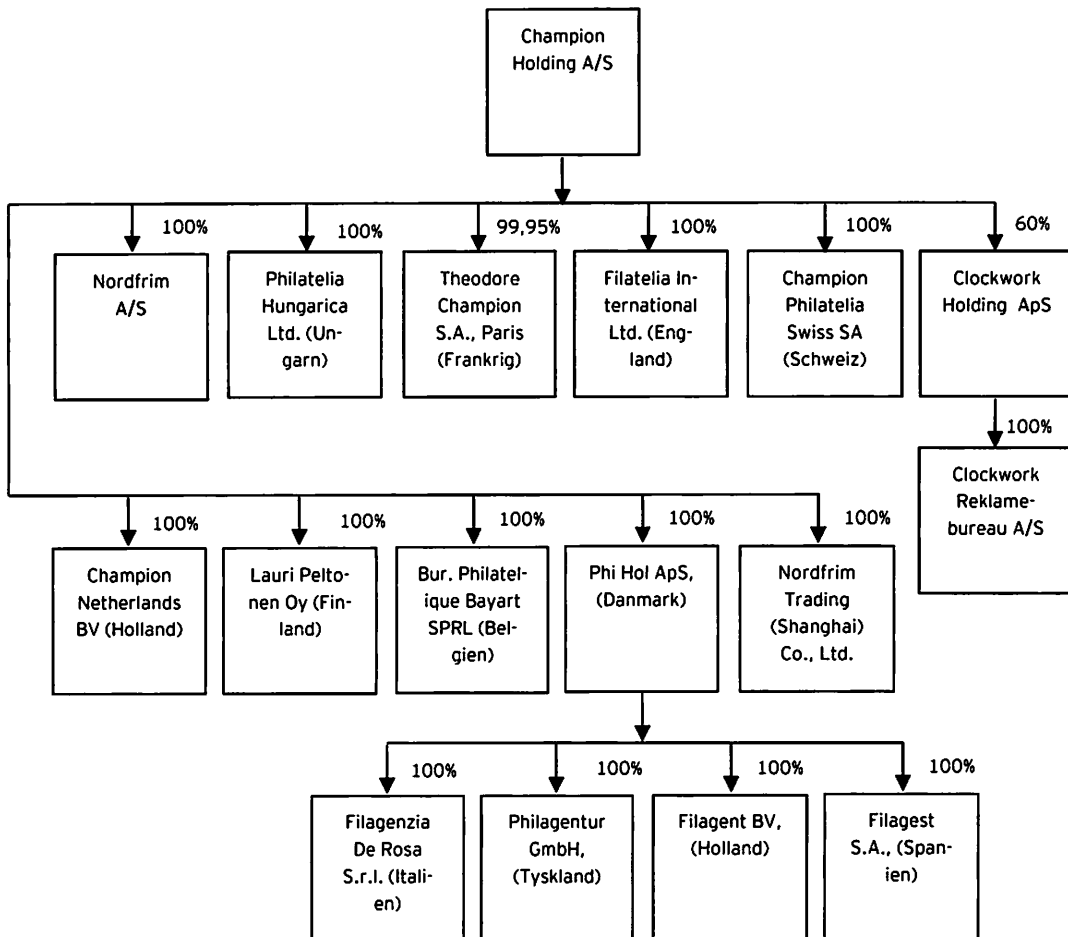 Champion
Holding A/S
100%
100%
99,95%
100%
100%
60%
Nordfrim
A/S
Philatelia
Hungarica
Ltd. (Un-
garn)
Theodore
Champion
S.A., Paris
(Frankrig)
Filatelia In-
ternational
Ltd. (Eng-
land)
Champion
Philatelia
Swiss SA
(Schweiz)
Clockwork
Holding ApS
100%
Clockwork
Reklame-
bureau A/S
100%
100%
100%
100%
100%
Champion
Netherlands
BV (Holland)
Lauri Pelto-
nen Oy (Fin-
land)
Bur. Philatel-
ique Bayart
SPRL (Bel-
gien)
Phi Hol ApS,
(Danmark)
Nordfrim
Trading
(Shanghai)
Co., Ltd.
100%
100%
100%
100%
Filagenzia
De Rosa
S.r.l. (Itali-
en)
Philagentur
GmbH,
(Tyskland)
Filagent BV,
(Holland)
Filagest
S.A., (Span-
ien)